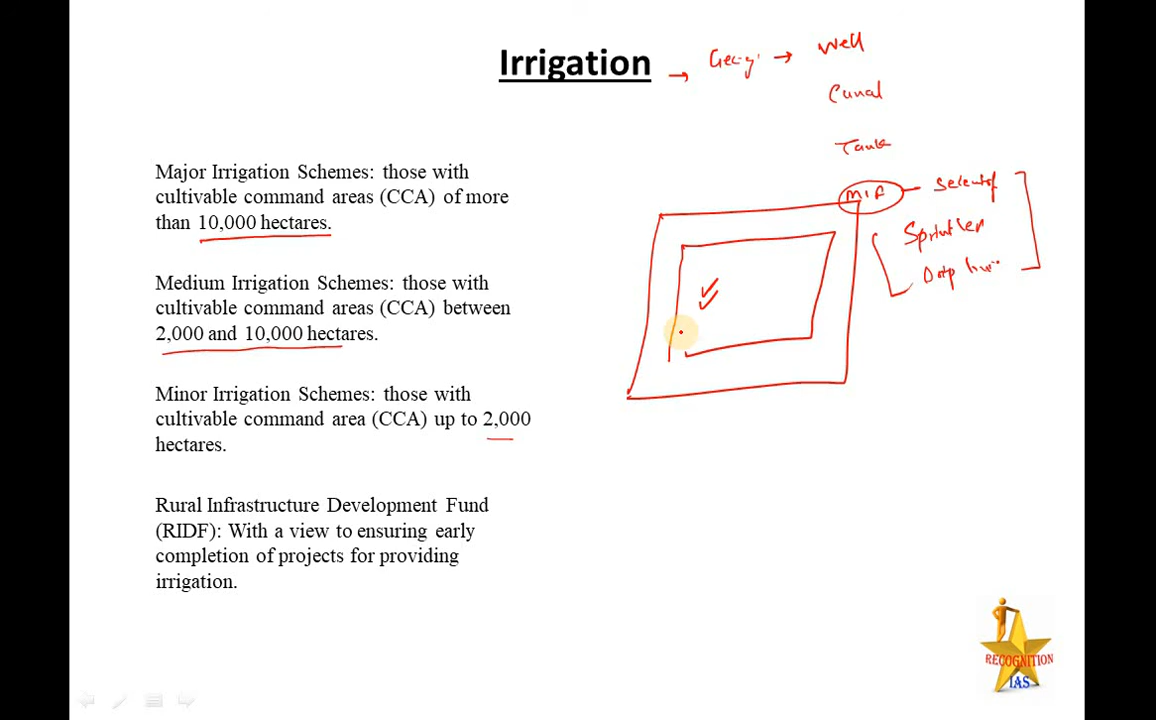 Irrigation
Well
Canal
Tank
Major Irrigation Schemes: those with
cultivable command areas (CCA) of more
than 10,000 hectares.
MIF
Sprinkler
Medium Irrigation Schemes: those with
cultivable command areas (CCA) between
2,000 and 10,000 hectares.
Minor Irrigation Schemes: those with
cultivable command area (CCA) up to 2,000
hectares.
Rural Infrastructure Development Fund
(RIDF): With a view to ensuring early
completion of projects for providing
irrigation.
RECOGNITION
IAS